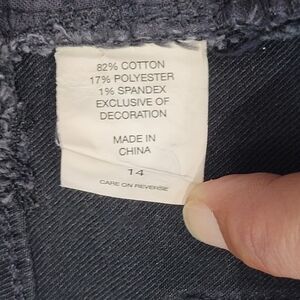 82% COTTON
17% POLYESTER
1% SPANDEX
EXCLUSIVE OF
DECORATION
MADE IN
CHINA
14
CARE ON REVERSE